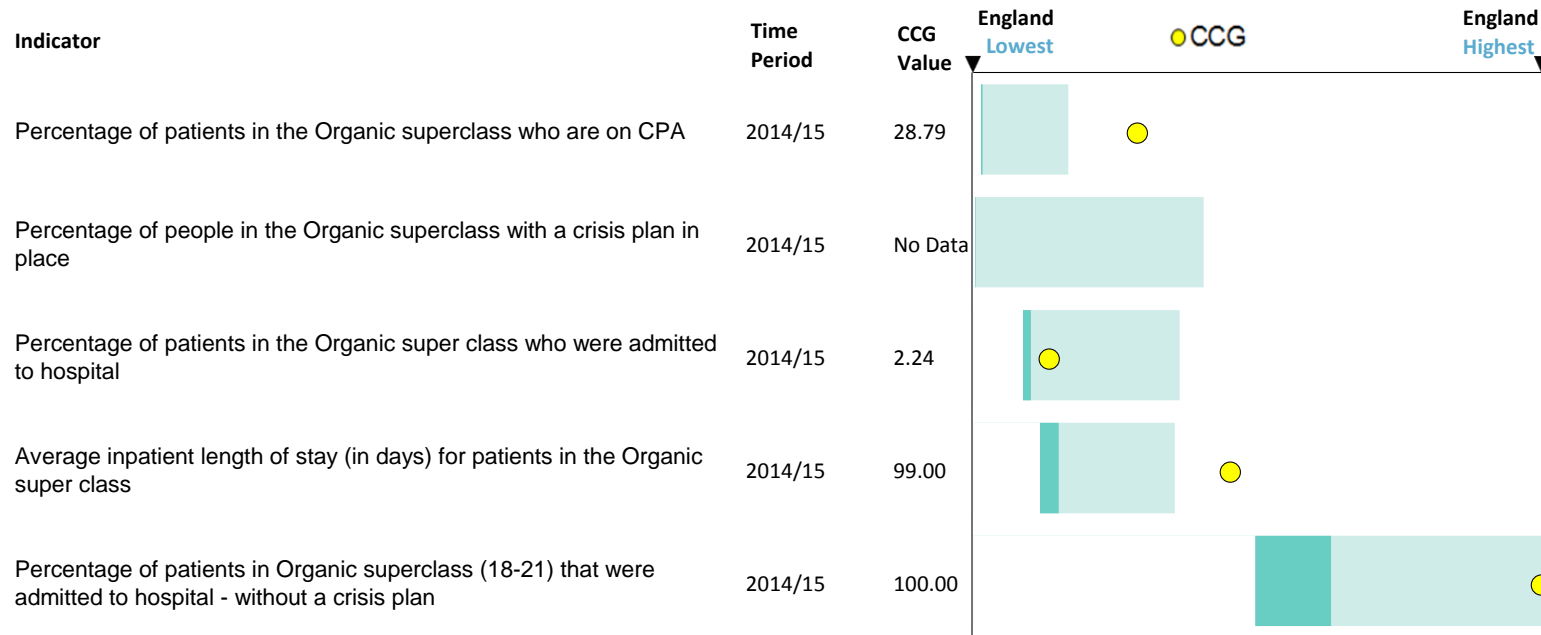 Indicator
Time
Period
CCG
Value
England
Lowest
CCG
England
Highest
Percentage of patients in the Organic superclass who are on CPA
2014/15
28.79
Percentage of people in the Organic superclass with a crisis plan in
place
2014/15
No Data
Percentage of patients in the Organic super class who were admitted
to hospital
2014/15
2.24
Average inpatient length of stay (in days) for patients in the Organic
super class
2014/15
99.00
Percentage of patients in Organic superclass (18-21) that were
admitted to hospital - without a crisis plan
2014/15
100.00